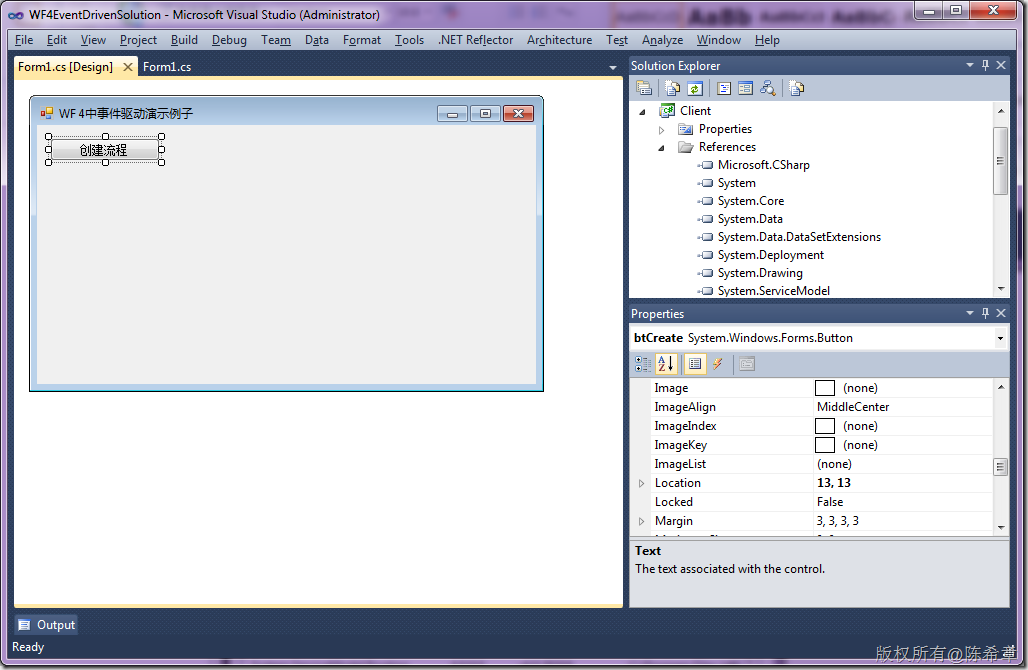 WF4EventDrivenSolution - Microsoft Visual Studio (Administrator)
File Edit View Project Build Debug Team Data Format Tools .NET Reflector Architecture Test Analyze Window Help
Form1.cs [Design] Form1.cs
WF 4中事件驱动演示例子
创建流程
Solution Explorer
Client
Properties
References
Microsoft.CSharp
System
System.Core
System.Data
System.Data.DataSetExtensions
System.Deployment
System.Drawing
System.ServiceModel
Properties
btCreate System.Windows.Forms.Button
Image (none)
ImageAlign MiddleCenter
ImageIndex (none)
ImageKey (none)
ImageList (none)
Location 13, 13
Locked False
Margin 3, 3, 3, 3
Text
The text associated with the control.
Output
Ready
版权所有@陈希章